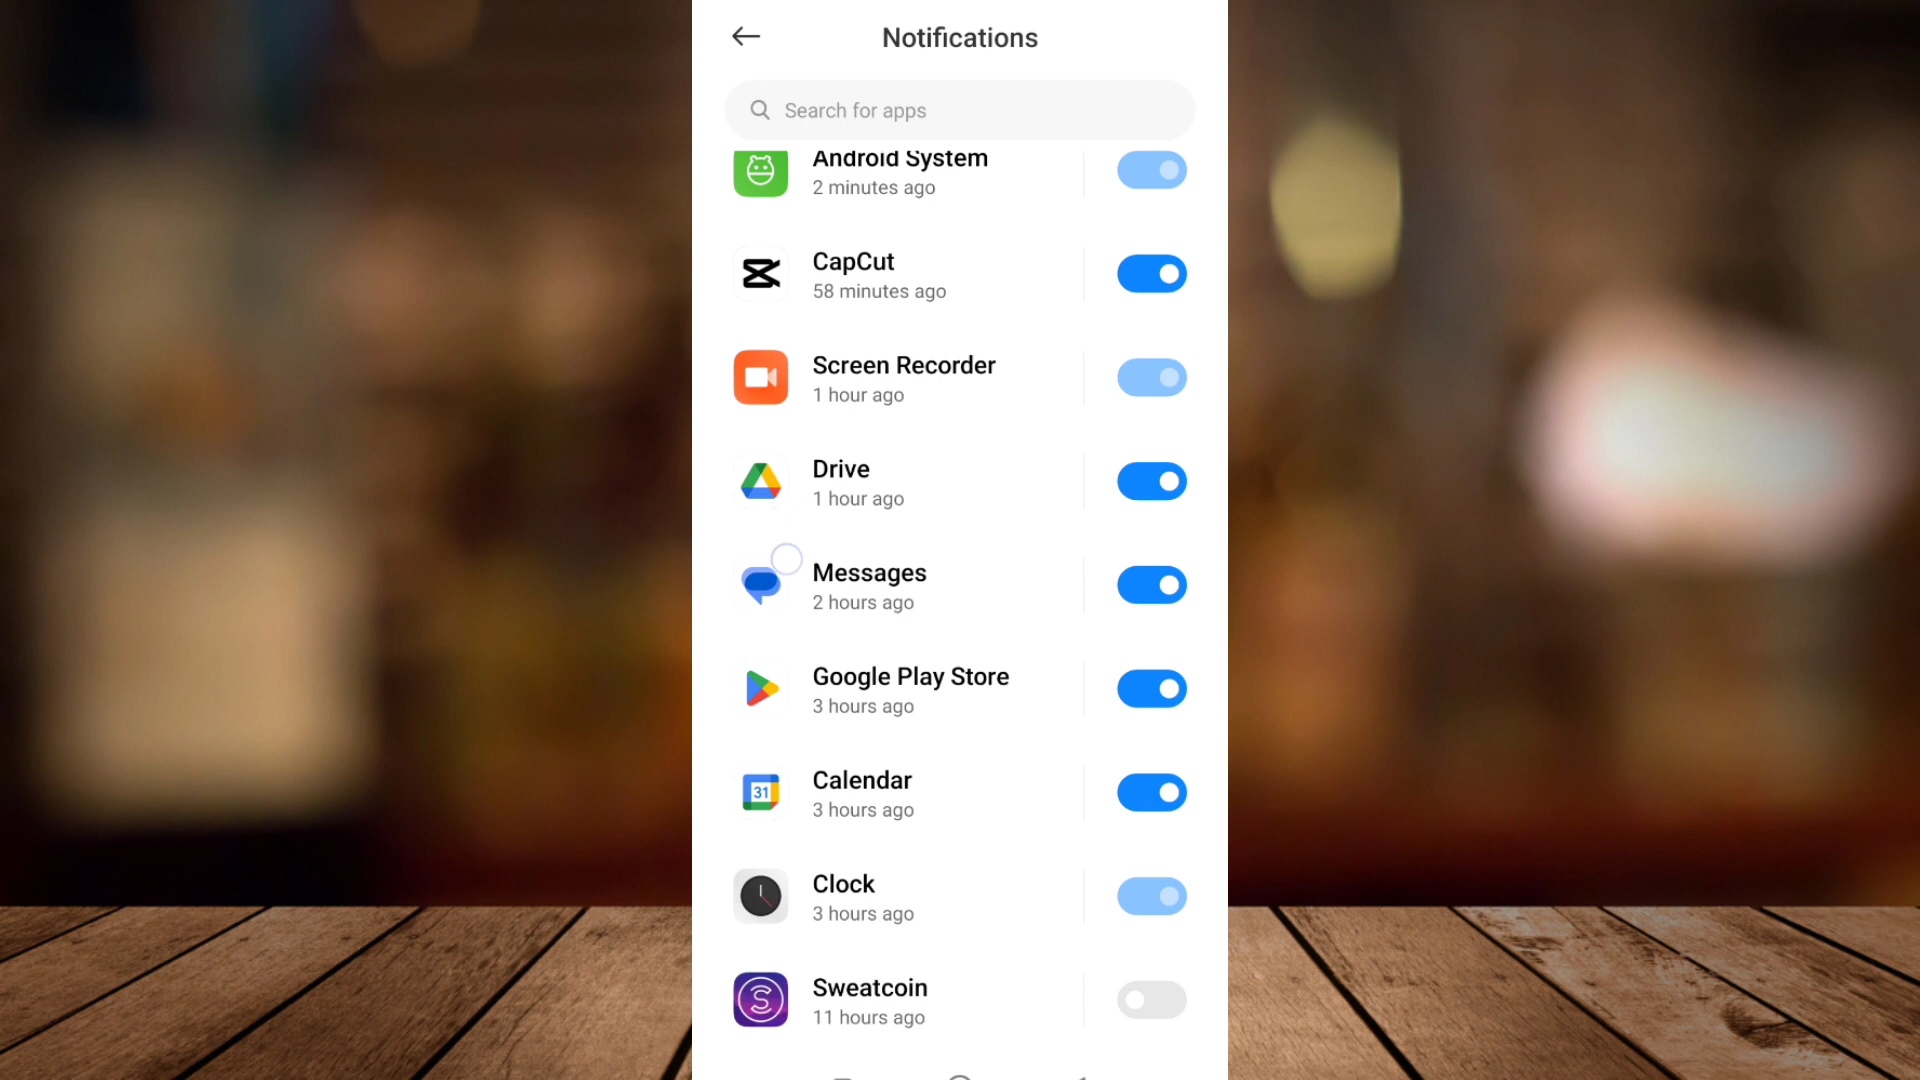 Notifications
Search for apps
Android System
2 minutes ago
CapCut
58 minutes ago
Screen Recorder
1 hour ago
Drive
1 hour ago
Messages
2 hours ago
Google Play Store
3 hours ago
Calendar
3 hours ago
31
Clock
3 hours ago
Sweatcoin
11 hours ago